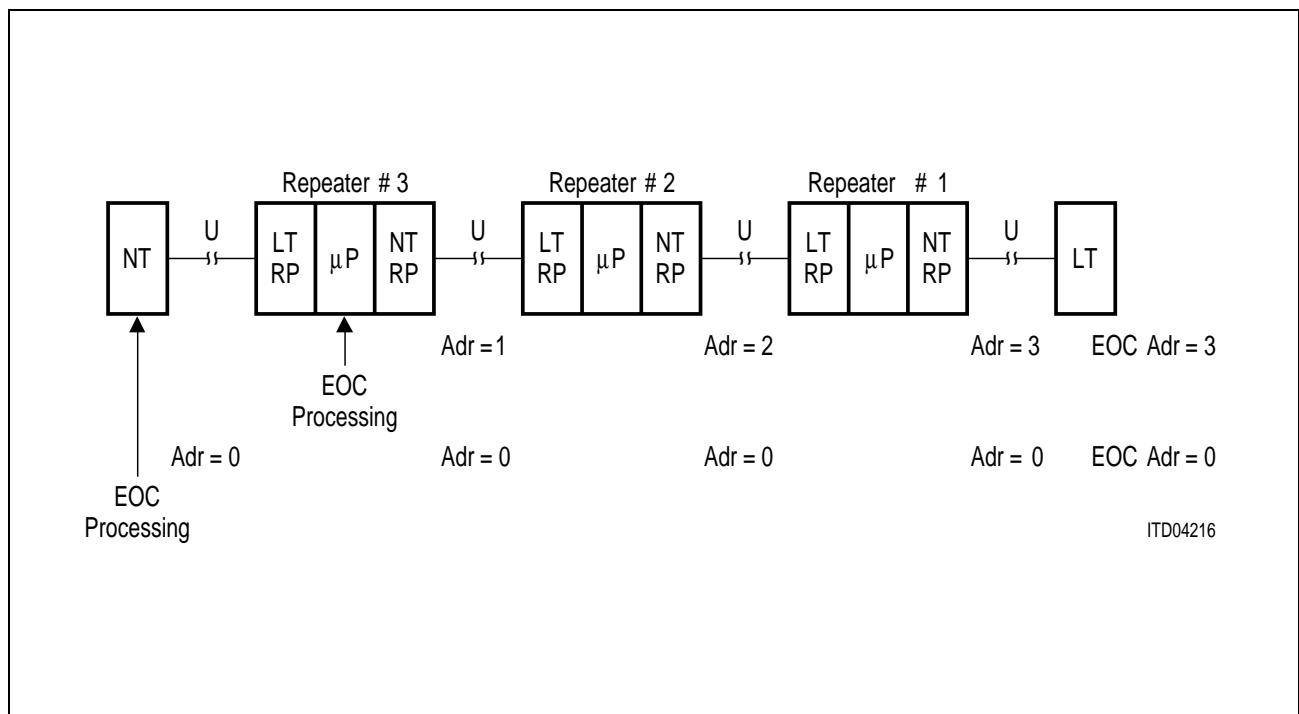 Repeater # 3 Repeater # 2 Repeater # 1
NT U LT RP μP NT RP U LT RP μP NT RP U LT RP μP NT RP U LT
Adr = 1 Adr = 2 Adr = 3 EOC Adr = 3
EOC
Processing
Adr = 0 Adr = 0 Adr = 0 Adr = 0 EOC Adr = 0
EOC
Processing
ITD04216